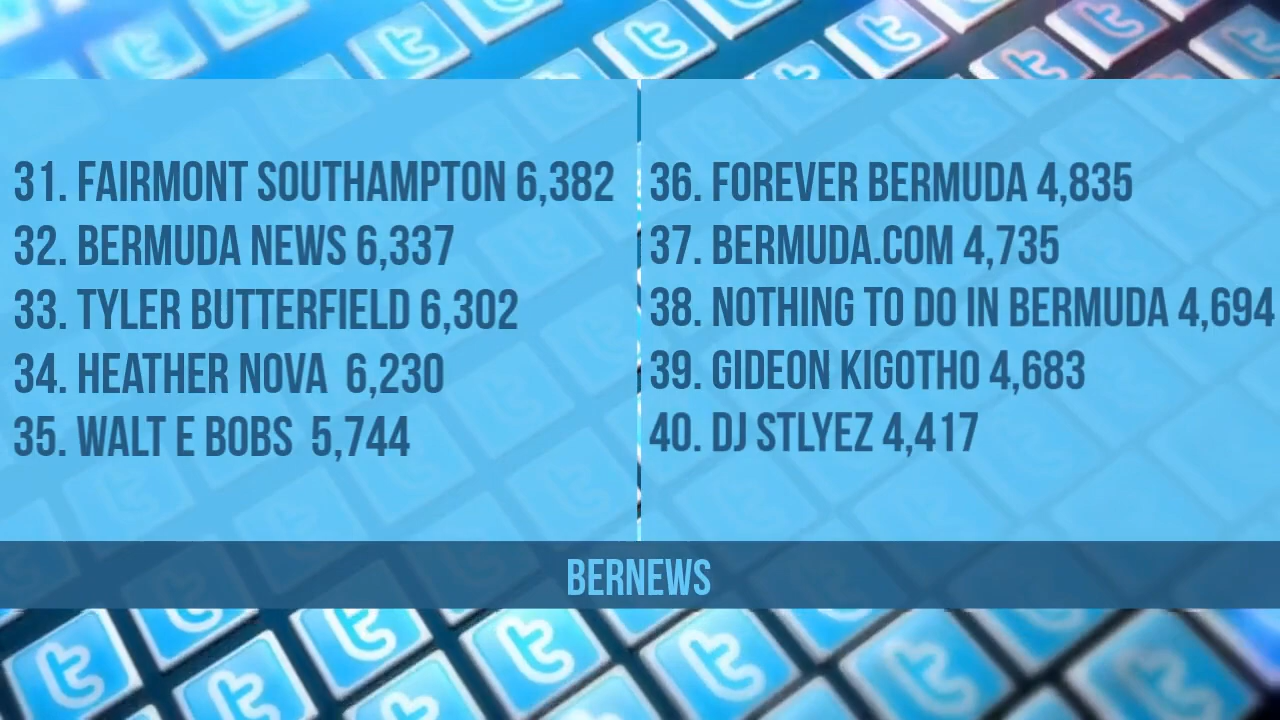 31. FAIRMONT SOUTHAMPTON 6,382
32. BERMUDA NEWS 6,337
33. TYLER BUTTERFIELD 6,302
34. HEATHER NOVA 6,230
35. WALT E BOBS 5,744
36. FOREVER BERMUDA 4,835
37. BERMUDA.COM 4,735
38. NOTHING TO DO IN BERMUDA 4,694
39. GIDEON KIGOTHO 4,683
40. DJ STLYEZ 4,417
BERNEWS